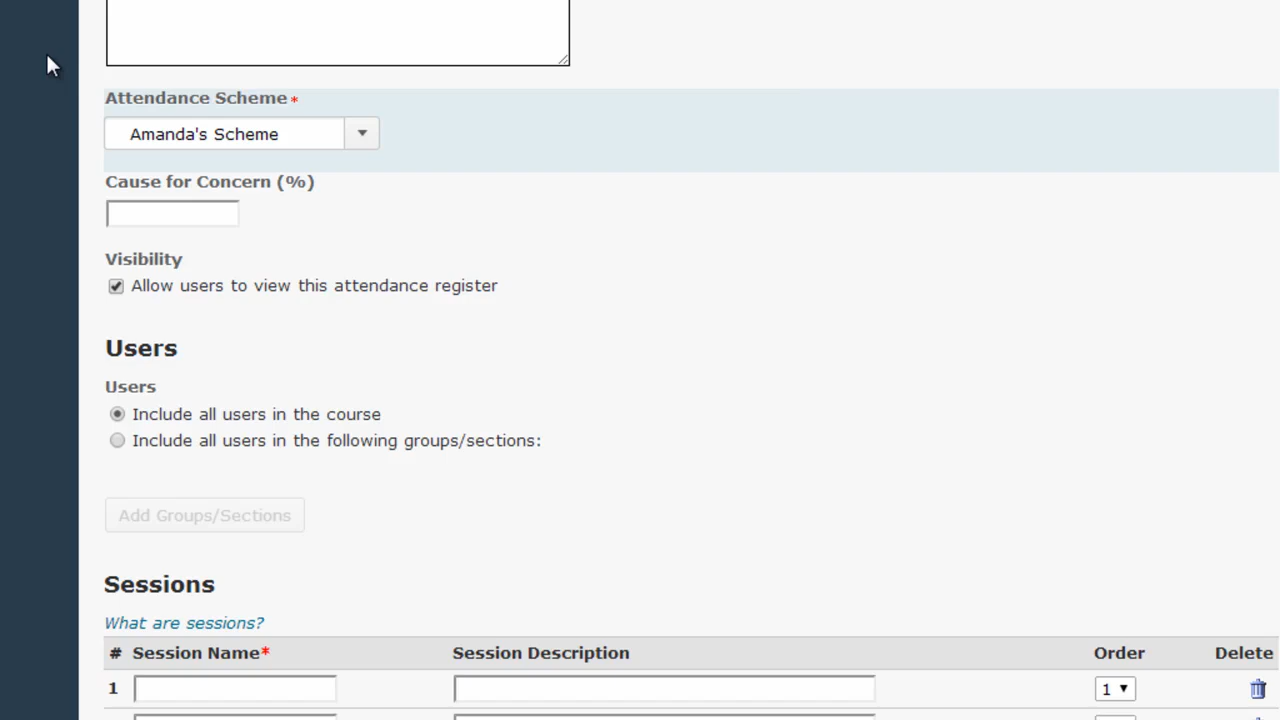 Attendance Scheme*
Amanda's Scheme
Cause for Concern (%)
Visibility
Allow users to view this attendance register
Users
Users
Include all users in the course
Include all users in the following groups/sections:
Add Groups/Sections
Sessions
What are sessions?
# Session Name* Session Description Order Delete
1 1